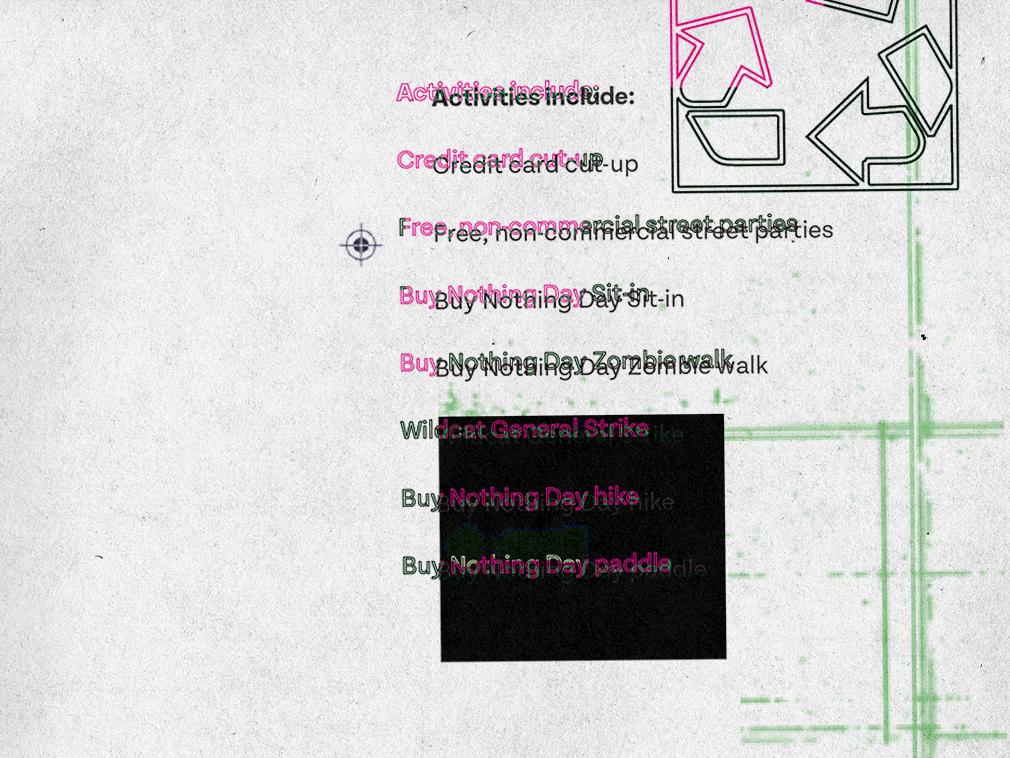 Activities include:
Credit card cut-up
Free, non-commercial street parties
Buy Nothing Day Sit-in
Buy Nothing Day Zombie walk
Wildcat General Strike
Buy Nothing Day hike
Buy Nothing Day paddle